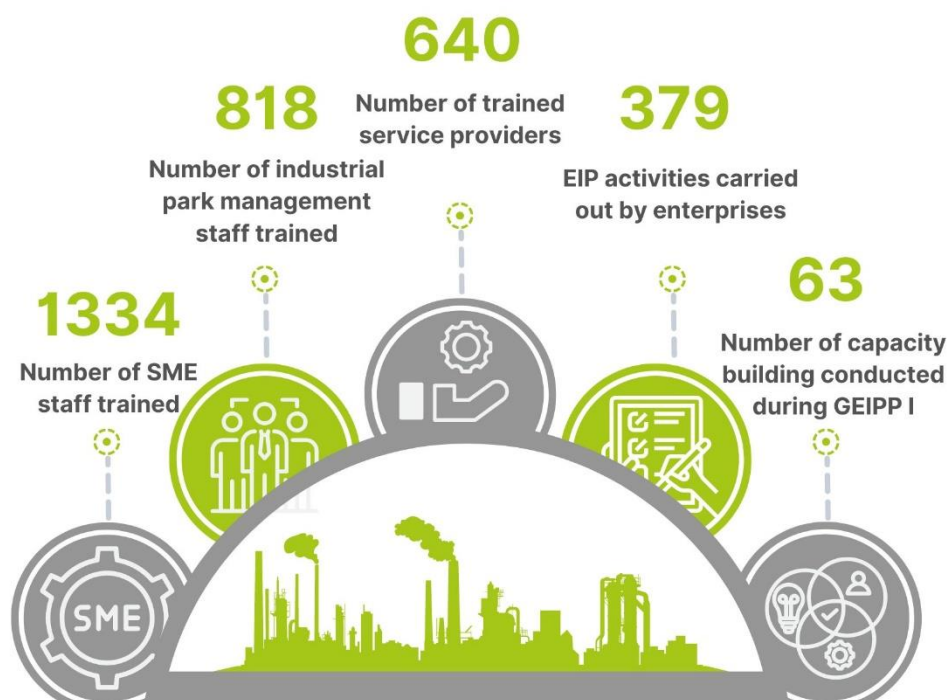 640
Number of trained
service providers
818
Number of industrial
park management
staff trained
379
EIP activities carried
out by enterprises
1334
Number of SME
staff trained
63
Number of capacity
building conducted
during GEIPP I
SME